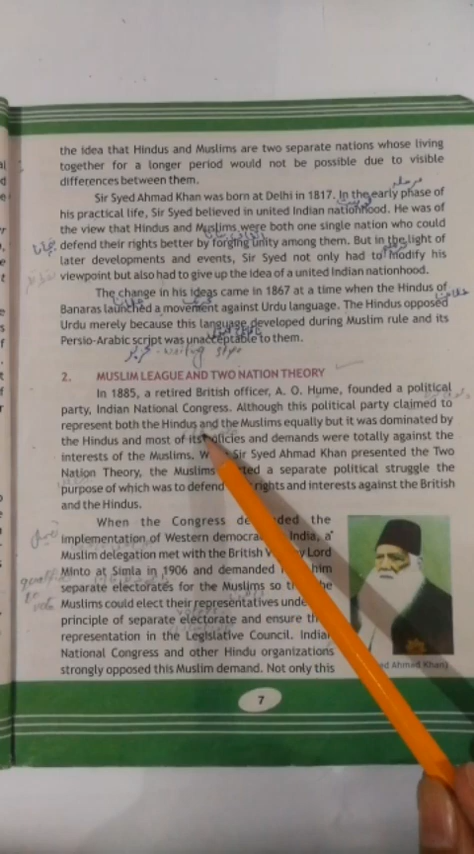 the idea that Hindus and Muslims are two separate nations whose living
together for a longer period would not be possible due to visible
differences between them.
Sir Syed Ahmad Khan was born at Delhi in 1817. In the early phase of
his practical life, Sir Syed believed in united Indian nationhood. He was of
the view that Hindus and Muslims were both one single nation who could
defend their rights better by forging unity among them. But in the light of
later developments and events, Sir Syed not only had to modify his
viewpoint but also had to give up the idea of a united Indian nationhood.
The change in his ideas came in 1867 at a time when the Hindus of
Banaras launched a movement against Urdu language. The Hindus opposed
Urdu merely because this language developed during Muslim rule and its
Persio-Arabic script was unacceptable to them.
writing style
2. MUSLIM LEAGUE AND TWO NATION THEORY
In 1885, a retired British officer, A. O. Hume, founded a political
party, Indian National Congress. Although this political party claimed to
represent both the Hindus and the Muslims equally but it was dominated by
the Hindus and most of its policies and demands were totally against the
interests of the Muslims. Sir Syed Ahmad Khan presented the Two
Nation Theory, the Muslims a separate political struggle the
purpose of which was to defend rights and interests against the British
and the Hindus.
When the Congress the
implementation of Western India, a
Muslim delegation met with the British Lord
Minto at Simla in 1906 and demanded him
separate electorates for the Muslims so
Muslims could elect their representatives
principle of separate electorate and ensure
representation in the Legislative Council.
National Congress and other Hindu organizations
strongly opposed this Muslim demand. Not only this
Ahmad Khan)
7